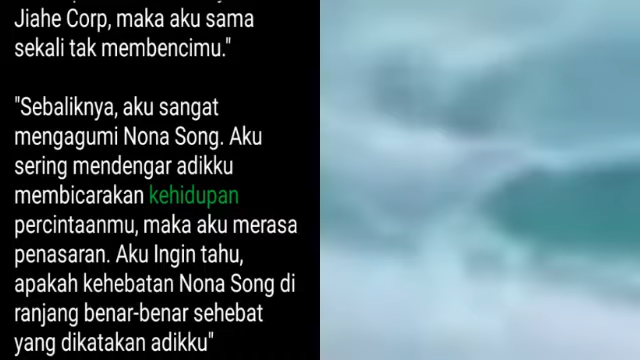 Jiahe Corp, maka aku sama
sekali tak membencimu."
"Sebaliknya, aku sangat
mengagumi Nona Song. Aku
sering mendengar adikku
membicarakan kehidupan
percintaanmu, maka aku merasa
penasaran. Aku Ingin tahu,
apakah kehebatan Nona Song di
ranjang benar-benar sehebat
yang dikatakan adikku"